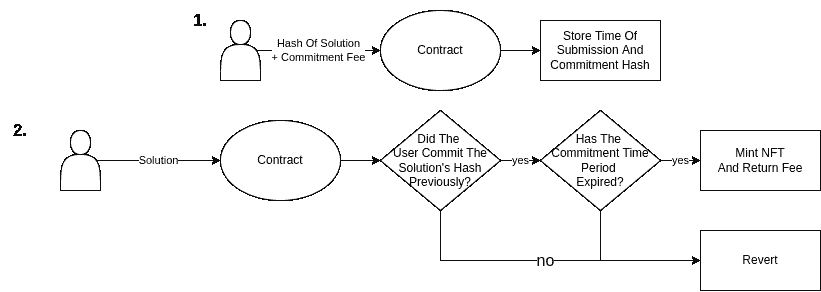 1.
Hash Of Solution
+ Commitment Fee
Contract
Store Time Of
Submission And
Commitment Hash
2.
Solution
Contract
Did The
User Commit The
Solution's Hash
Previously?
yes
Has The
Commitment Time
Period
Expired?
yes
Mint NFT
And Return Fee
no
Revert